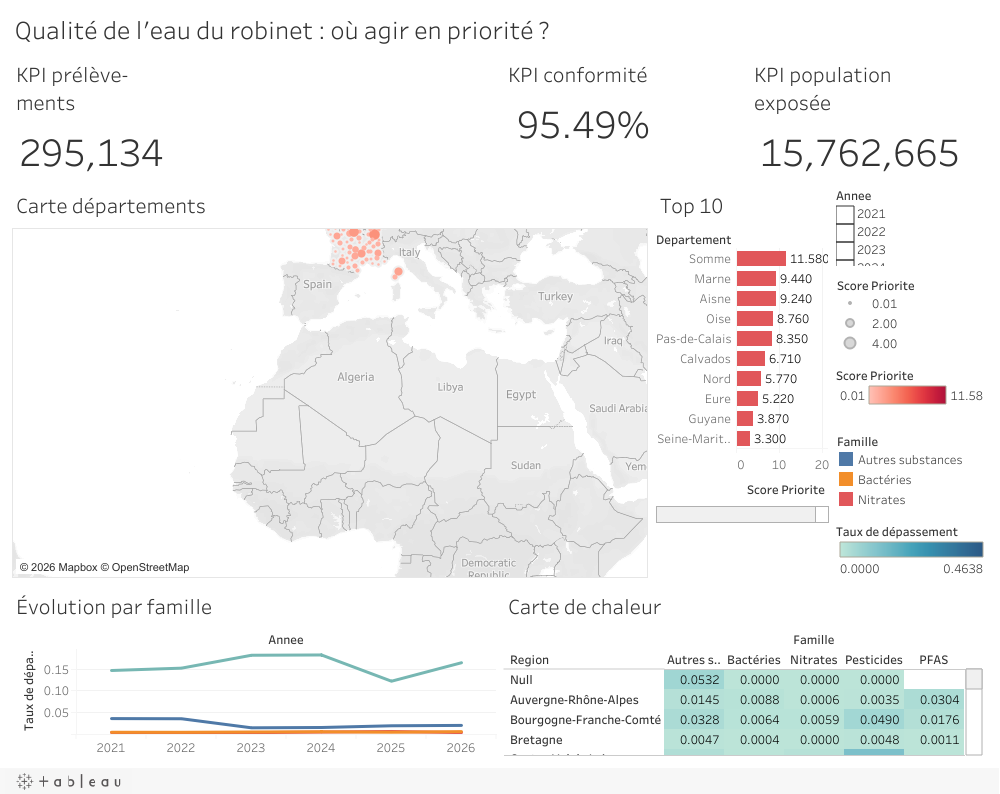 Qualité de l'eau du robinet : où agir en priorité ?
KPI prélève-
ments
295,134
KPI conformité
95.49%
KPI population
exposée
15,762,665
Carte départements
Italy
Spain
Turkey
Iraq
Algeria
Libya
Egypt
Saudi Arabia
Sudan
Yem
Democratic
Republic
© 2026 Mapbox © OpenStreetMap
Top 10
Departement
Somme 11.580
Marne 9.440
Aisne 9.240
Oise 8.760
Pas-de-Calais 8.350
Calvados 6.710
Nord 5.770
Eure 5.220
Guyane 3.870
Seine-Marit.. 3.300
0 10 20
Score Priorite
Annee
2021
2022
2023
2024
Score Priorite
0.01
2.00
4.00
Score Priorite
0.01 11.58
Famille
Autres substances
Bactéries
Nitrates
Taux de dépassement
0.0000 0.4638
Évolution par famille
Annee
Taux de dépa..
0.15
0.10
0.05
2021 2022 2023 2024 2025 2026
Carte de chaleur
Famille
Region Autres s.. Bactéries Nitrates Pesticides PFAS
Null 0.0532 0.0000 0.0000 0.0000
Auvergne-Rhône-Alpes 0.0145 0.0088 0.0006 0.0035 0.0304
Bourgogne-Franche-Comté 0.0328 0.0064 0.0059 0.0490 0.0176
Bretagne 0.0047 0.0004 0.0000 0.0048 0.0011
+ a b l e a u